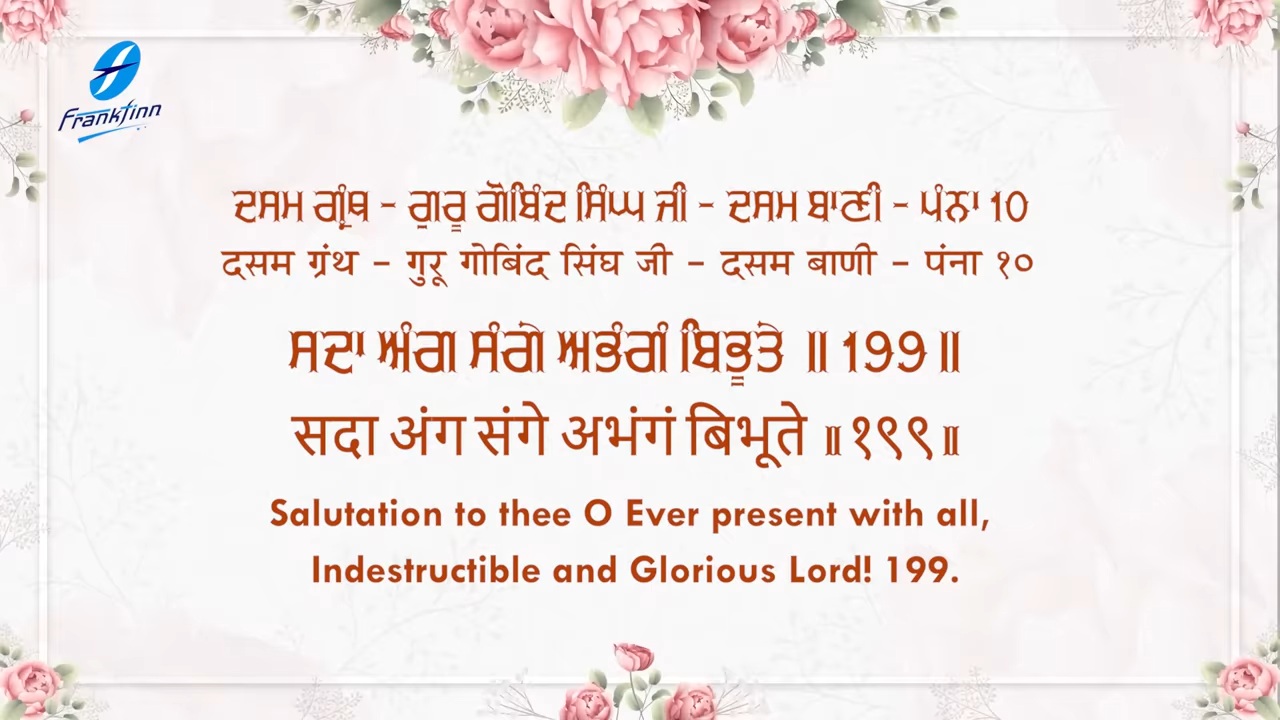 Frankfinn
ਦਸਮ ਗ੍ਰੰਥ - ਗੁਰੂ ਗੋਬਿੰਦ ਸਿੰਘ ਜੀ - ਦਸਮ ਬਾਣੀ - ਪੰਨਾ 10
दसम ग्रंथ - गुरू गोबिंद सिंघ जी - दसम बाणी - पंना १०
ਸਦਾ ਅੰਗ ਸੰਗੇ ਅਭੰਗੰ ਬਿਭੂਤੇ ॥ 199 ॥
सदा अंग संगे अभंगं बिभूते ॥ १९९ ॥
Salutation to thee O Ever present with all,
Indestructible and Glorious Lord! 199.